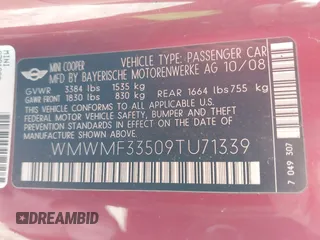 MINI COOPER
VEHICLE TYPE: PASSENGER CAR
MFD. BY BAYERISCHE MOTORENWERKE AG 10/08
GVWR 3384 lbs 1535 kg
GAWR FRONT 1830 lbs 830 kg REAR 1664 lbs 755 kg
THIS VEHICLE CONFORMS TO ALL APPLICABLE
FEDERAL MOTOR VEHICLE SAFETY,
BUMPER, AND THEFT PREVENTION STANDARDS
IN EFFECT ON THE DATE OF MANUFACTURE
SHOWN ABOVE.
WMWMF33509TU71339
7 049 307
© DREAMBID
AutoBidMaster